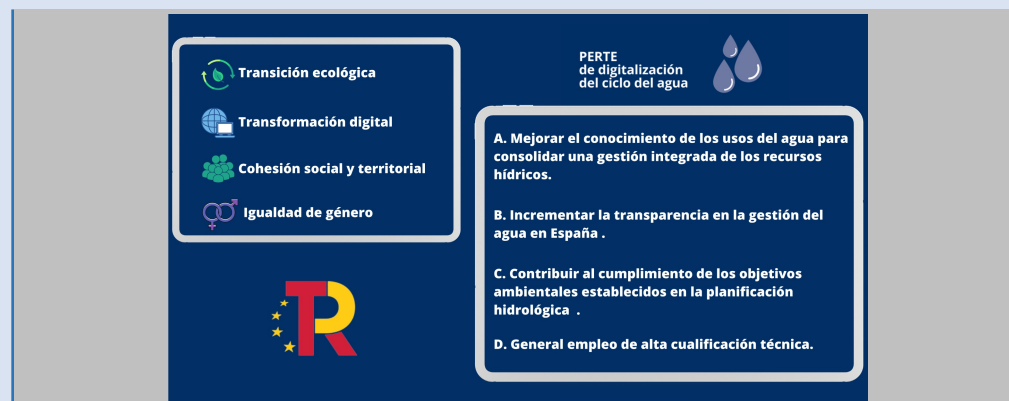 Transición ecológica
Transformación digital
Cohesión social y territorial
Igualdad de género
TR
PERTE
de digitalización
del ciclo del agua
A. Mejorar el conocimiento de los usos del agua para
consolidar una gestión integrada de los recursos
hídricos.
B. Incrementar la transparencia en la gestión del
agua en España .
C. Contribuir al cumplimiento de los objetivos
ambientales establecidos en la planificación
hidrológica  .
D. General empleo de alta cualificación técnica.